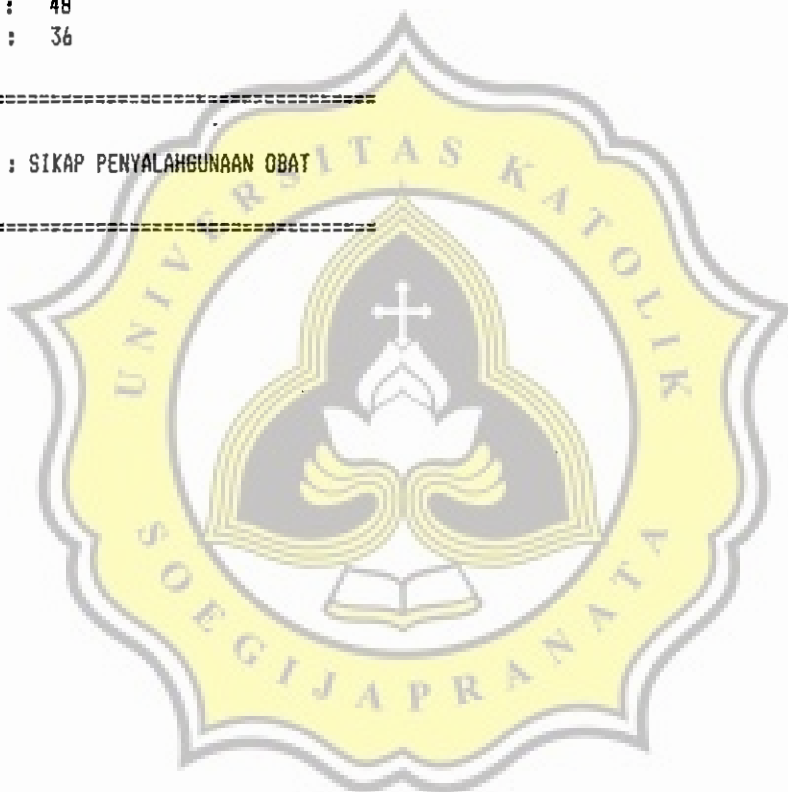 : 48
: 36
=====================================
: SIKAP PENYALAHGUNAAN OBAT
=====================================
UNIVERSITAS KATOLIK
SOEGIJAPRANATA